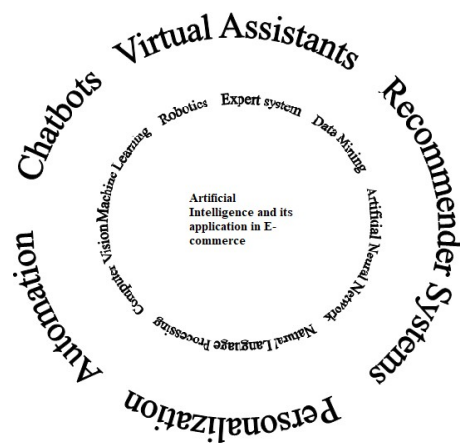 Virtual Assistants
Recommender Systems
Personalization
Automation
Chatbots
Robotics
Expert system
Data Mining
Artificial Neural Network
Natural Language Processing
Computer Vision
Machine Learning
Artificial
Intelligence and its
application in E-
commerce